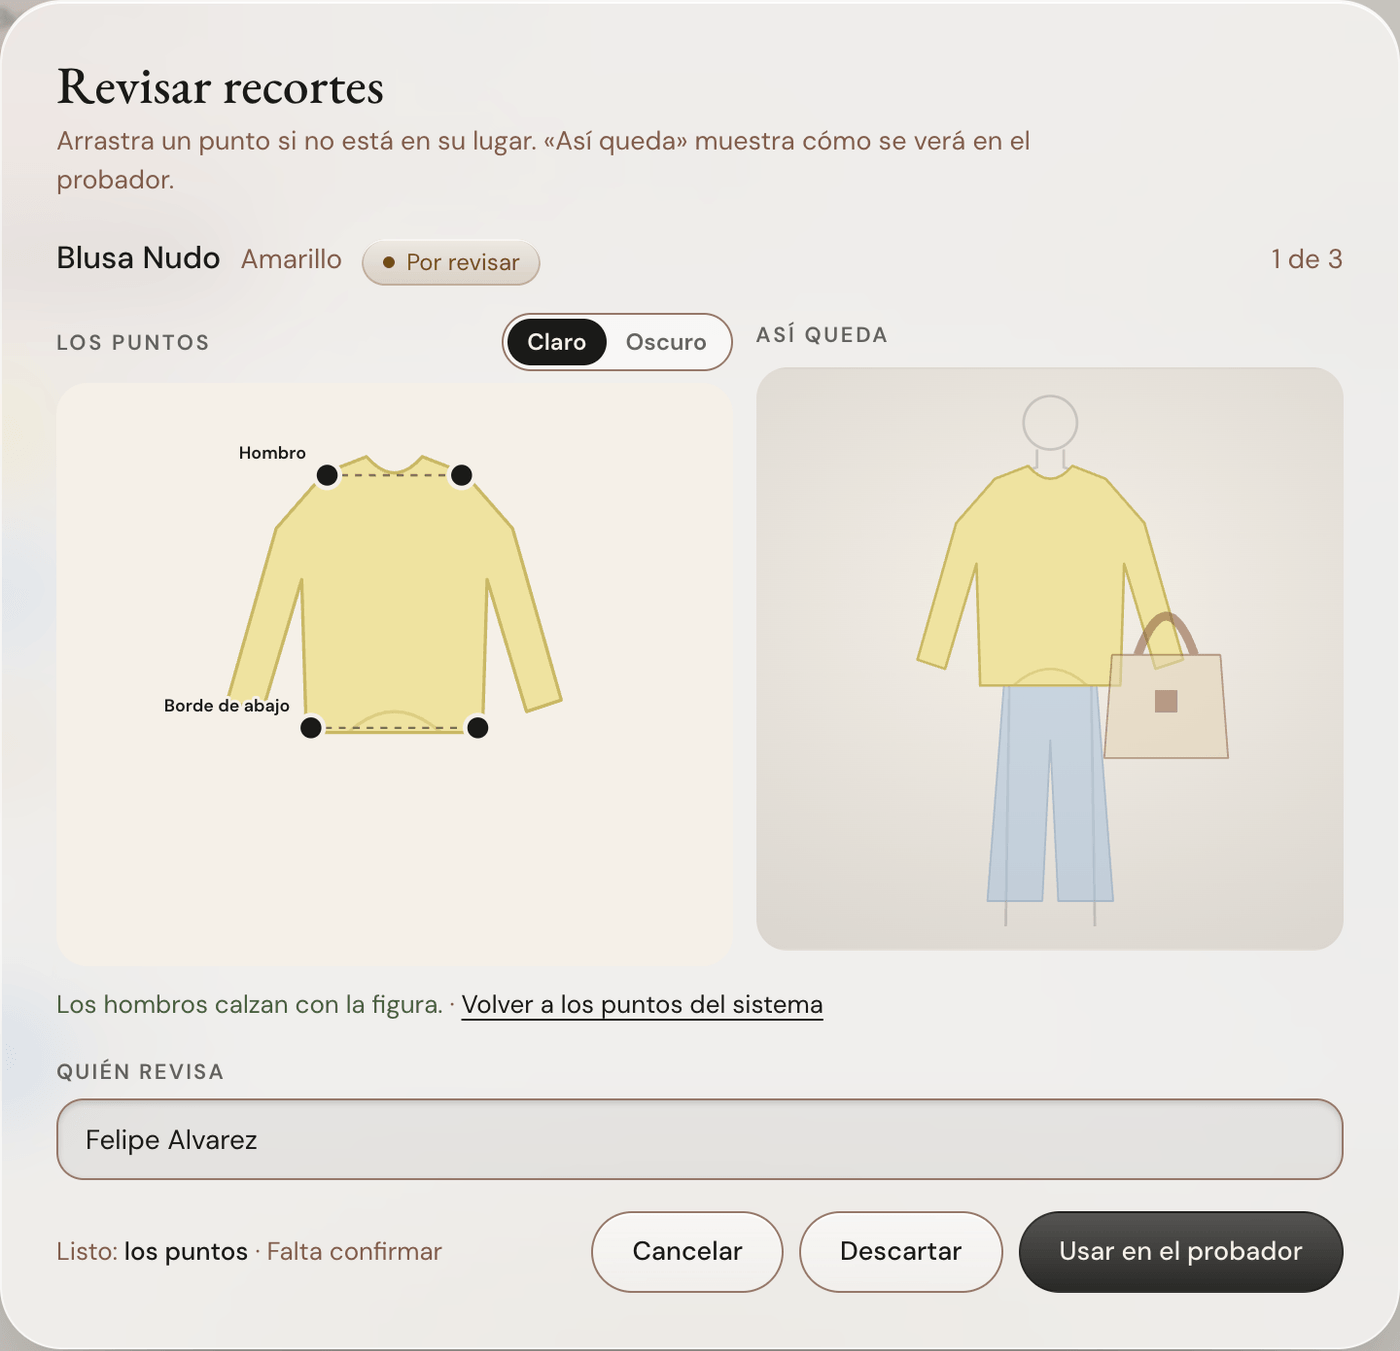 Revisar recortes
Arrastra un punto si no está en su lugar. «Así queda» muestra cómo se verá en el
probador.
Blusa Nudo Amarillo Por revisar 1 de 3
LOS PUNTOS Claro Oscuro ASÍ QUEDA
Hombro
Borde de abajo
Los hombros calzan con la figura. · Volver a los puntos del sistema
QUIÉN REVISA
Felipe Alvarez
Listo: los puntos · Falta confirmar Cancelar Descartar Usar en el probador